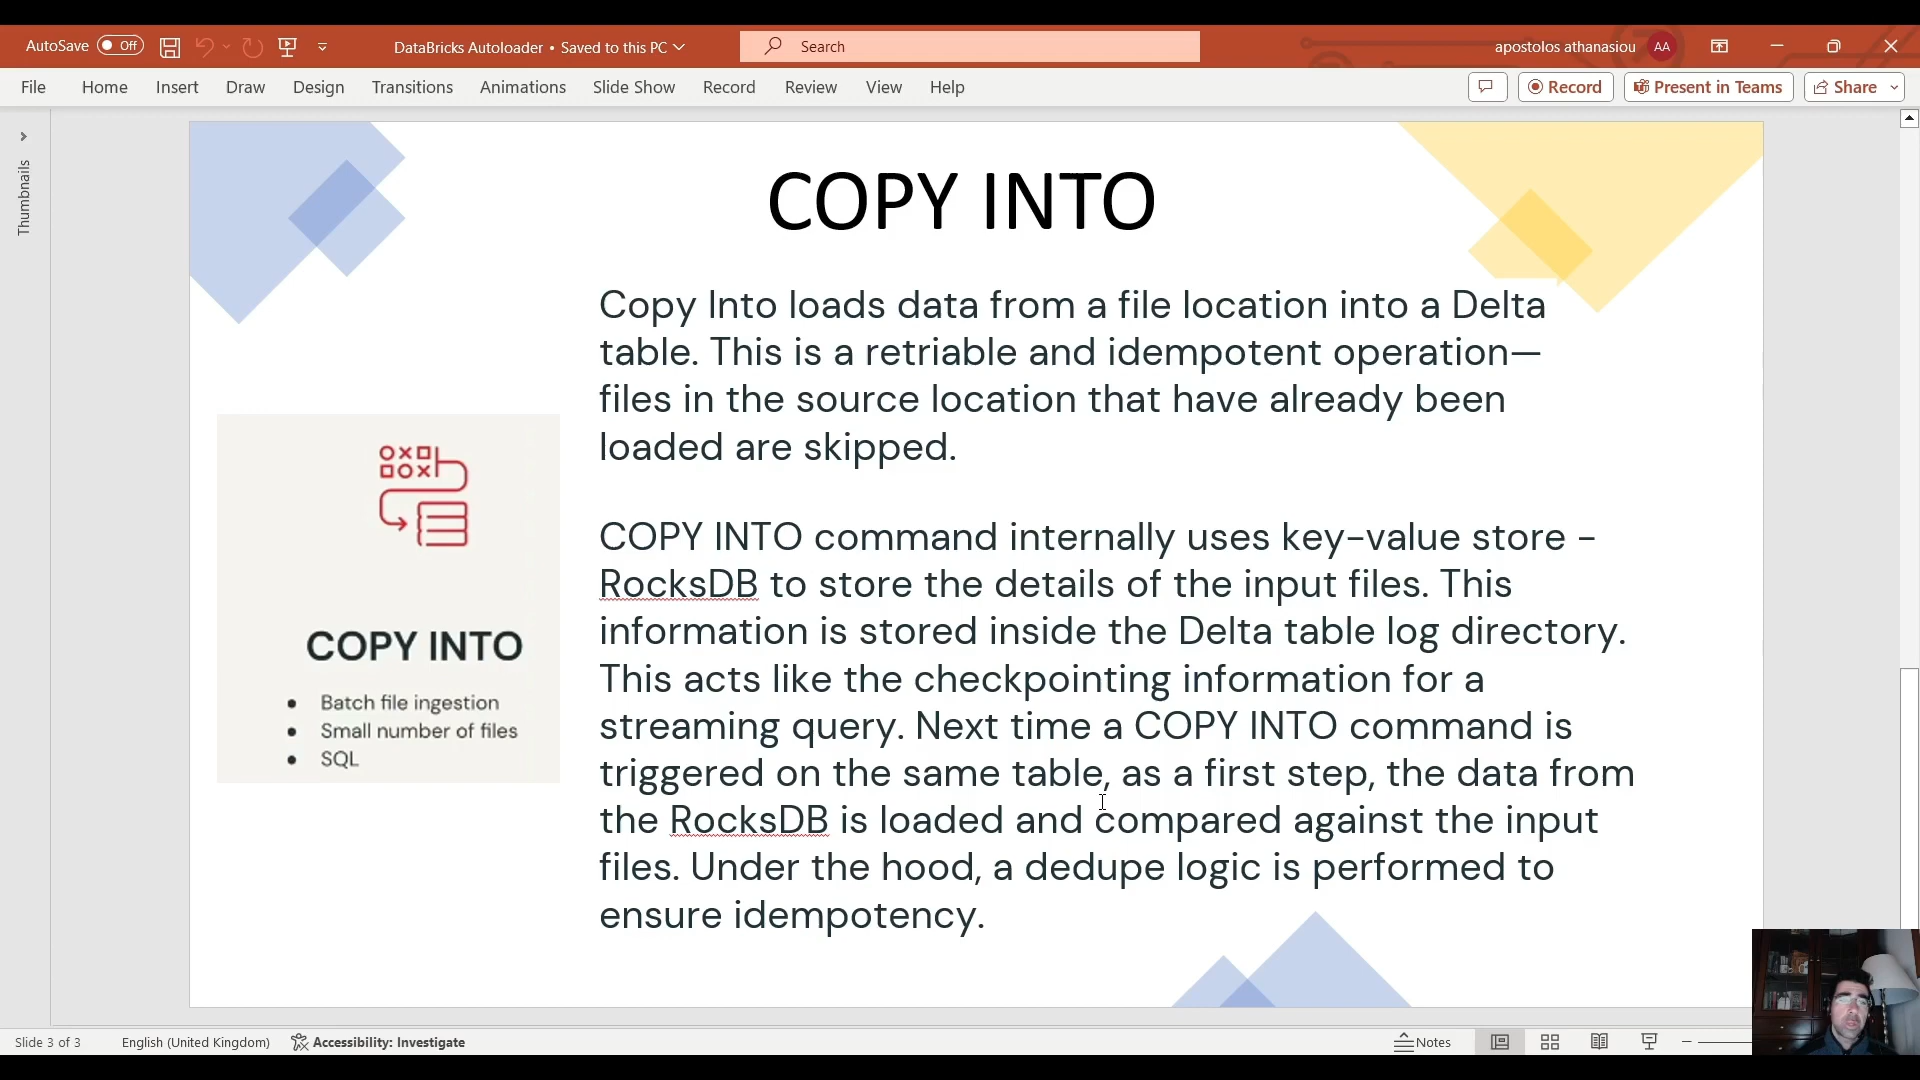 AutoSave Off DataBricks Autoloader • Saved to this PC Search apostolos athanasiou AA
File Home Insert Draw Design Transitions Animations Slide Show Record Review View Help Record Present in Teams Share
Thumbnails
COPY INTO
Copy Into loads data from a file location into a Delta
table. This is a retriable and idempotent operation—
files in the source location that have already been
loaded are skipped.
COPY INTO command internally uses key-value store -
RocksDB to store the details of the input files. This
information is stored inside the Delta table log directory.
This acts like the checkpointing information for a
streaming query. Next time a COPY INTO command is
triggered on the same table, as a first step, the data from
the RocksDB is loaded and compared against the input
files. Under the hood, a dedupe logic is performed to
ensure idempotency.
COPY INTO
• Batch file ingestion
• Small number of files
• SQL
Slide 3 of 3 English (United Kingdom) Accessibility: Investigate Notes